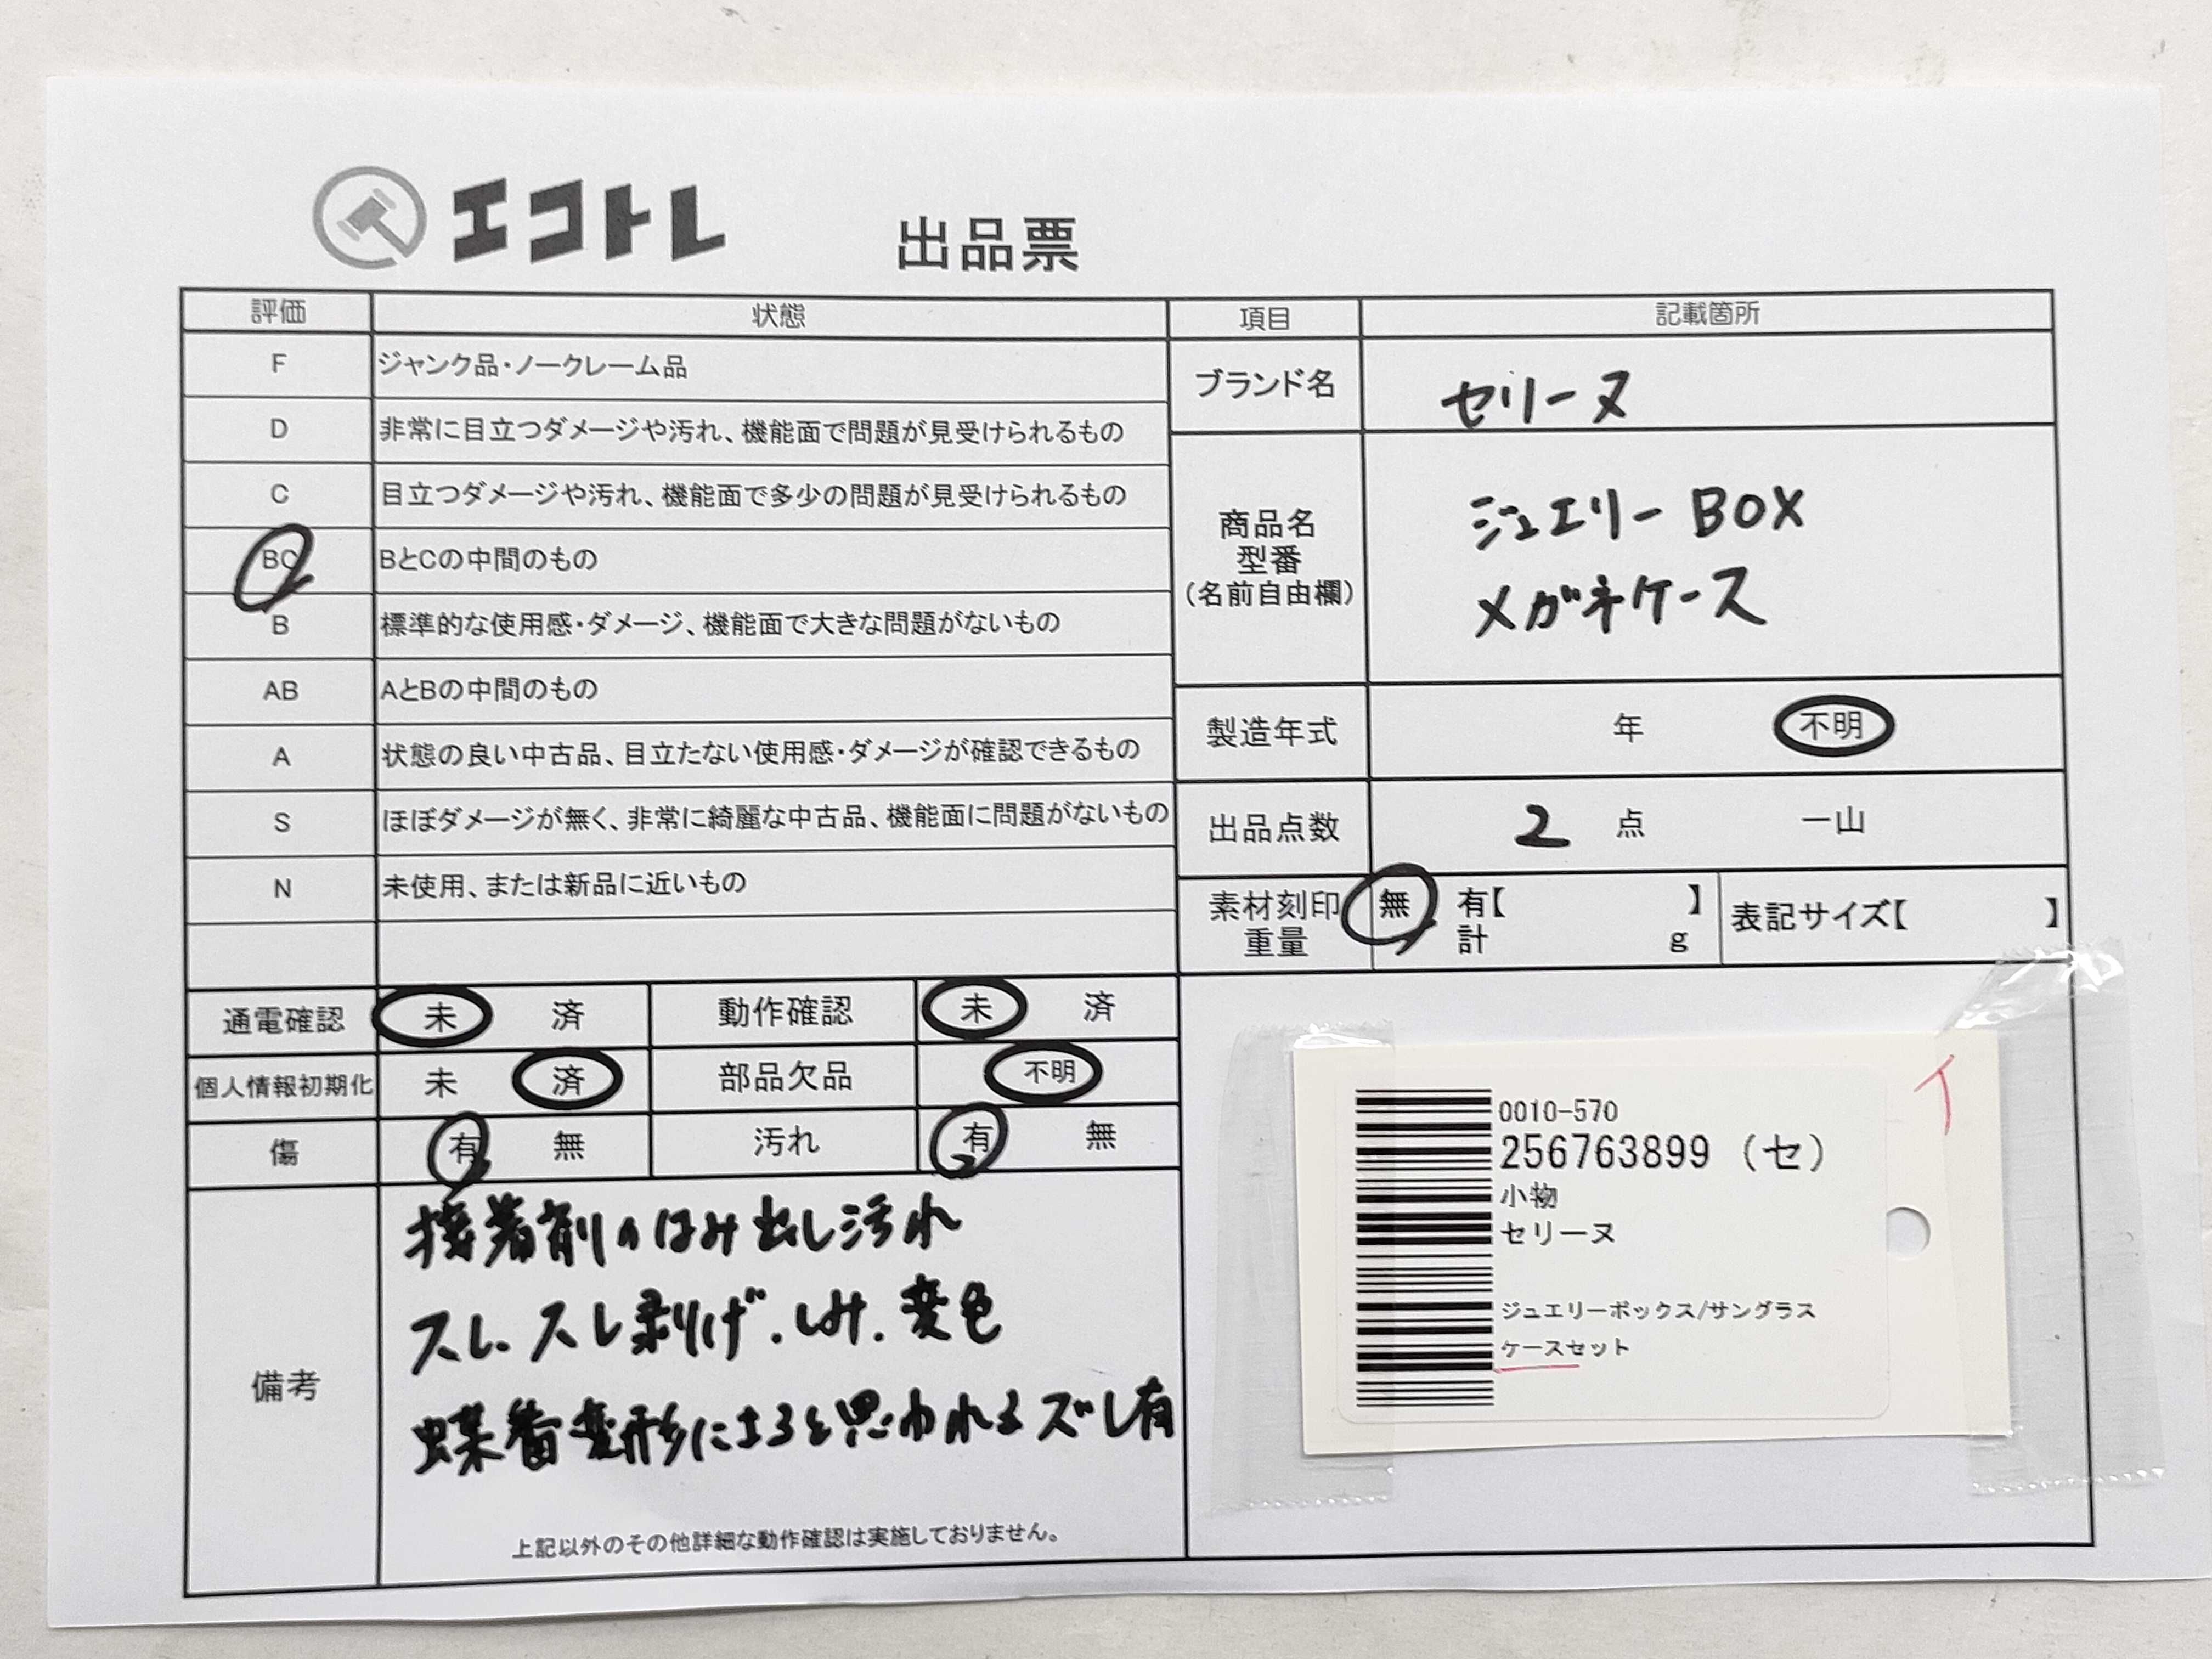 エコトレ
出品票
評価 状態
F ジャンク品・ノークレーム品
D 非常に目立つダメージや汚れ、機能面で問題が見受けられるもの
C 目立つダメージや汚れ、機能面で多少の問題が見受けられるもの
BC BとCの中間のもの
B 標準的な使用感・ダメージ、機能面で大きな問題がないもの
AB AとBの中間のもの
A 状態の良い中古品、目立たない使用感・ダメージが確認できるもの
S ほぼダメージが無く、非常に綺麗な中古品、機能面に問題がないもの
N 未使用、または新品に近いもの
項目 記載箇所
ブランド名 セリーヌ
商品名
型番
(名前自由欄)
ジュエリーBOX
メガネケース
製造年式 年 不明
出品点数 2 点 一山
素材刻印 無 有【 】
重量 計 g
表記サイズ【 】
通電確認 未 済 動作確認 未 済
個人情報初期化 未 済 部品欠品 不明
傷 有 無 汚れ 有 無
備考
接着剤のはみ出し汚れ
スレ.スレ剥げ.しみ.変色
蝶番変形によると思われるズレ有
上記以外のその他詳細な動作確認は実施しておりません。
イ
0010-570
256763899 (セ)
小物
セリーヌ
ジュエリーボックス/サングラス
ケースセット